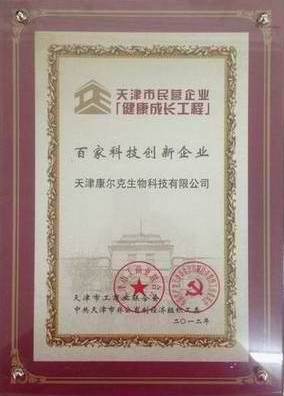 天津市民营企业
「健康成长工程」
百家科技创新企业
天津康尔克生物科技有限公司
天津市工商业联合会
中共天津市非公有制经济组织工委
二〇一二年